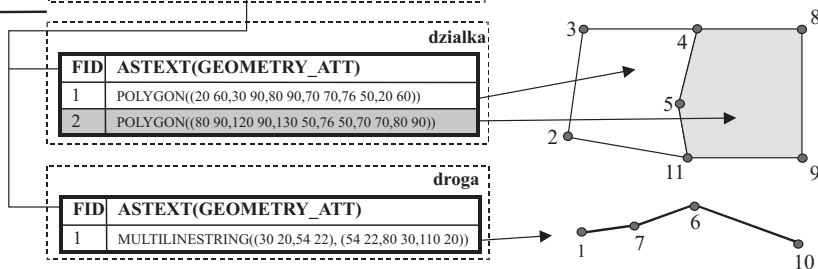 dzialka
FID ASTEXT(GEOMETRY_ATT)
1 POLYGON((20 60,30 90,80 90,70 70,76 50,20 60))
2 POLYGON((80 90,120 90,130 50,76 50,70 70,80 90))
3 4 8
5
2
11 9
droga
FID ASTEXT(GEOMETRY_ATT)
1 MULTILINESTRING((30 20,54 22), (54 22,80 30,110 20))
1 7 6
10